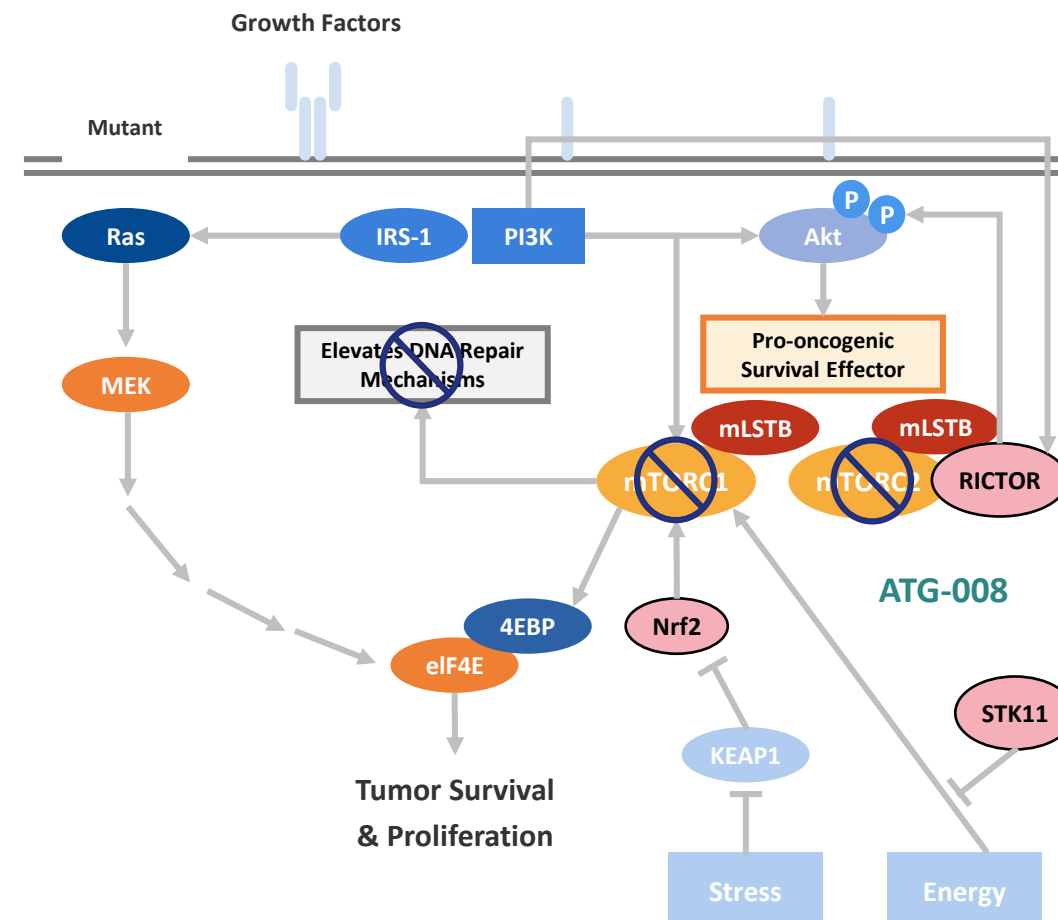 Growth Factors
Mutant
Ras
IRS-1
PI3K
Akt
P
P
Elevates DNA Repair
Mechanisms
Pro-oncogenic
Survival Effector
MEK
mLSTB
mLSTB
mTORC1
mTORC2
RICTOR
ATG-008
4EBP
Nrf2
elF4E
STK11
KEAP1
Tumor Survival
& Proliferation
Stress
Energy